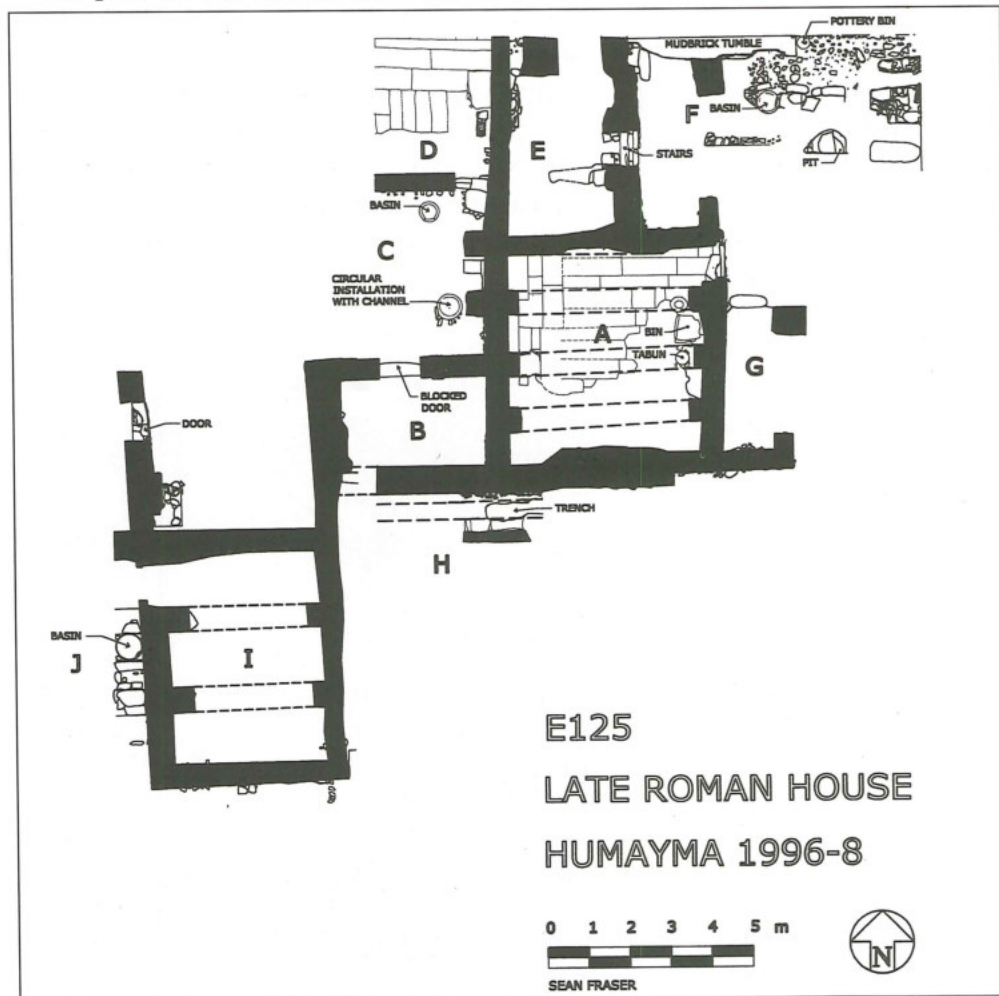 POTTERY BIN
MUDBRICK TUMBLE
BASIN
F
D
E
STAIRS
PIT
BASIN
C
CIRCULAR
INSTALLATION
WITH CHANNEL
A
BIN
TABUN
G
BLOCKED
DOOR
B
DOOR
TRENCH
H
BASIN
J
I
E125
LATE ROMAN HOUSE
HUMAYMA 1996-8
0 1 2 3 4 5 m
SEAN FRASER
N